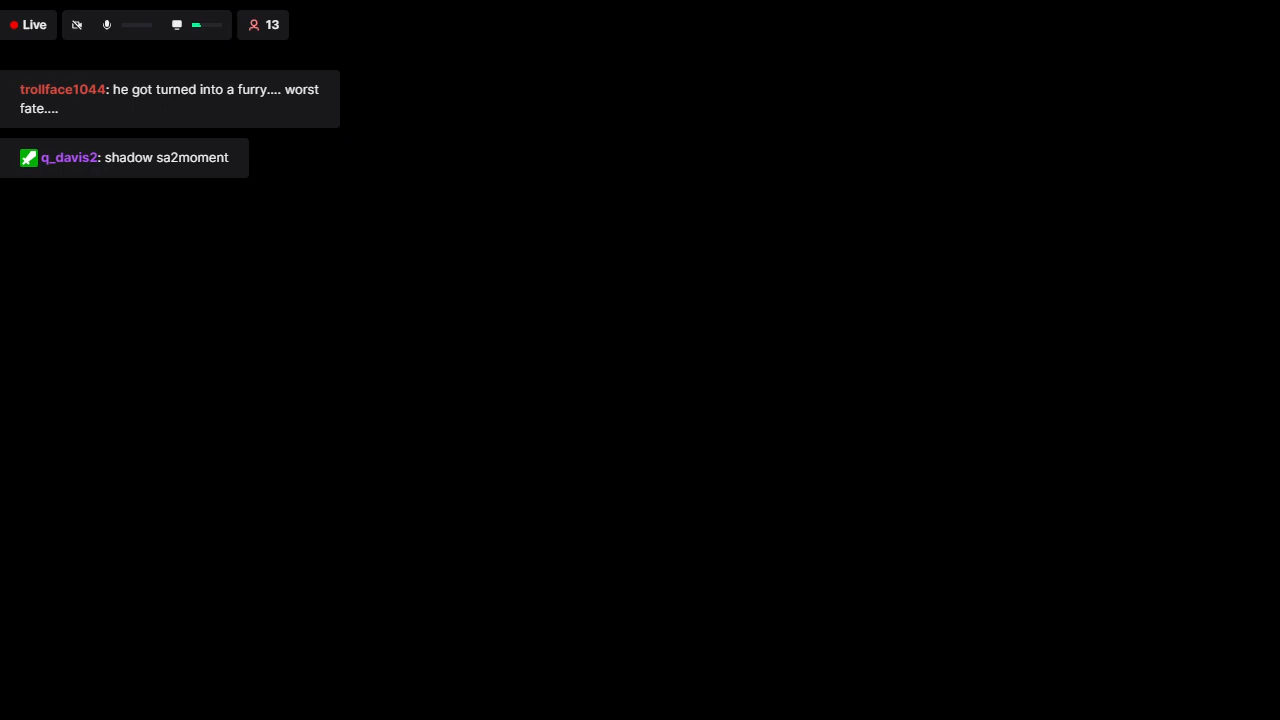 Live
13
trollface1044: he got turned into a furry.... worst
fate....
q_davis2: shadow sa2moment